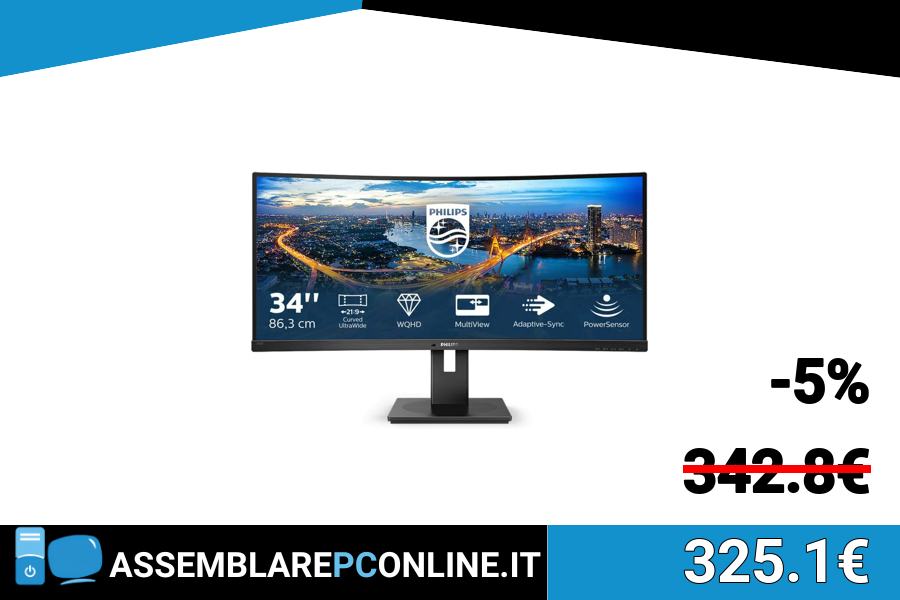 PHILIPS
34"
86,3 cm
21:9
Curved
UltraWide
WQHD
MultiView
Adaptive-Sync
PowerSensor
PHILIPS
-5%
342.8€
ASSEMBLAREPCONLINE.IT
325.1€